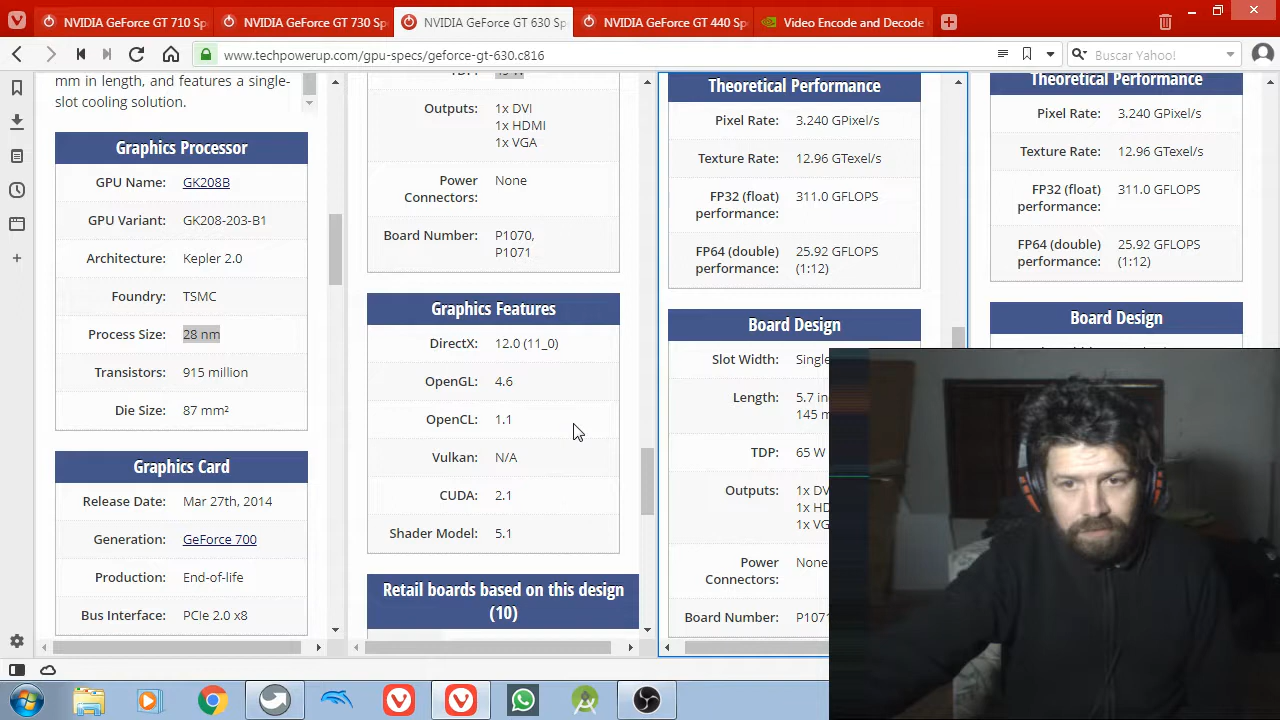 NVIDIA GeForce GT 710 Sp
NVIDIA GeForce GT 730 Sp
NVIDIA GeForce GT 630 Sp
NVIDIA GeForce GT 440 Sp
Video Encode and Decode
www.techpowerup.com/gpu-specs/geforce-gt-630.c816
Buscar Yahoo!
mm in length, and features a single-
slot cooling solution.
Graphics Processor
GPU Name: GK208B
GPU Variant: GK208-203-B1
Architecture: Kepler 2.0
Foundry: TSMC
Process Size: 28 nm
Transistors: 915 million
Die Size: 87 mm²
Graphics Card
Release Date: Mar 27th, 2014
Generation: GeForce 700
Production: End-of-life
Bus Interface: PCIe 2.0 x8
Outputs: 1x DVI
1x HDMI
1x VGA
Power
Connectors: None
Board Number: P1070,
P1071
Graphics Features
DirectX: 12.0 (11_0)
OpenGL: 4.6
OpenCL: 1.1
Vulkan: N/A
CUDA: 2.1
Shader Model: 5.1
Retail boards based on this design
(10)
Theoretical Performance
Pixel Rate: 3.240 GPixel/s
Texture Rate: 12.96 GTexel/s
FP32 (float)
performance: 311.0 GFLOPS
FP64 (double)
performance: 25.92 GFLOPS
(1:12)
Board Design
Slot Width: Single
Length: 5.7 in
145 m
TDP: 65 W
Outputs: 1x DV
1x HD
1x VG
Power
Connectors: None
Board Number: P1071
Theoretical Performance
Pixel Rate: 3.240 GPixel/s
Texture Rate: 12.96 GTexel/s
FP32 (float)
performance: 311.0 GFLOPS
FP64 (double)
performance: 25.92 GFLOPS
(1:12)
Board Design